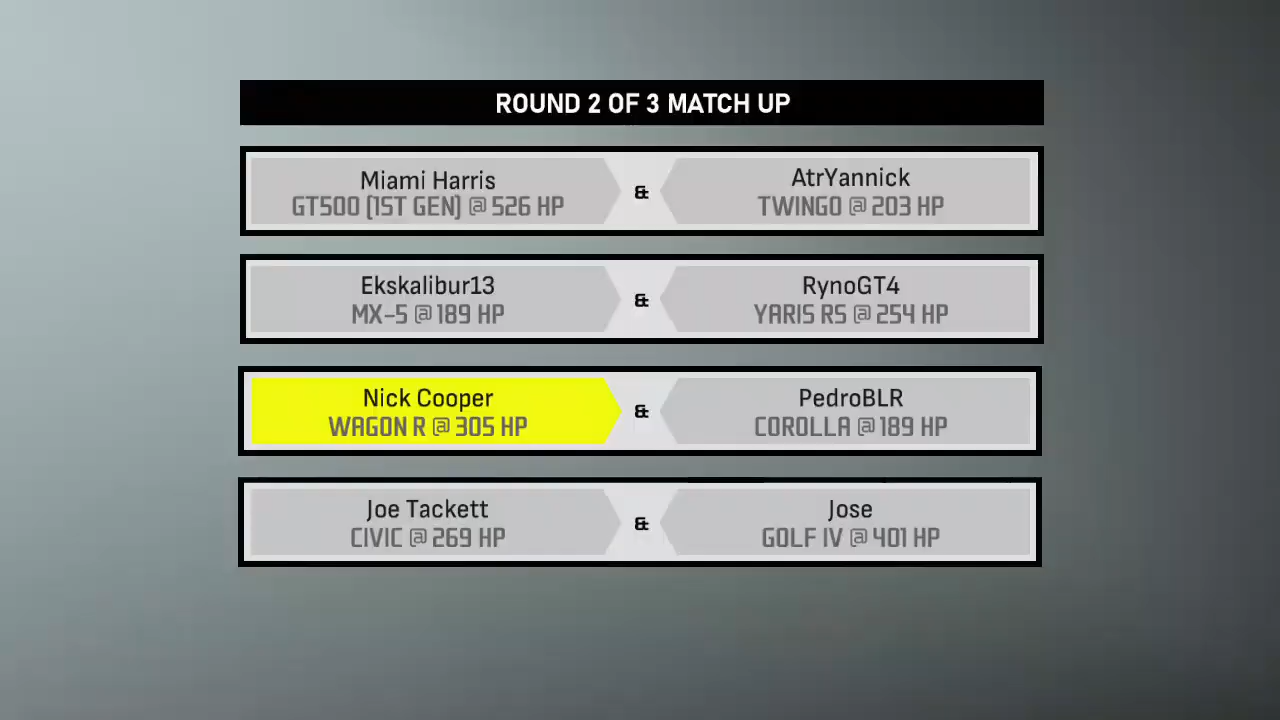 ROUND 2 OF 3 MATCH UP
Miami Harris
GT500 (1ST GEN) @ 526 HP
&
AtrYannick
TWINGO @ 203 HP
Ekskalibur13
MX-5 @ 189 HP
&
RynoGT4
YARIS RS @ 254 HP
Nick Cooper
WAGON R @ 305 HP
&
PedroBLR
COROLLA @ 189 HP
Joe Tackett
CIVIC @ 269 HP
&
Jose
GOLF IV @ 401 HP